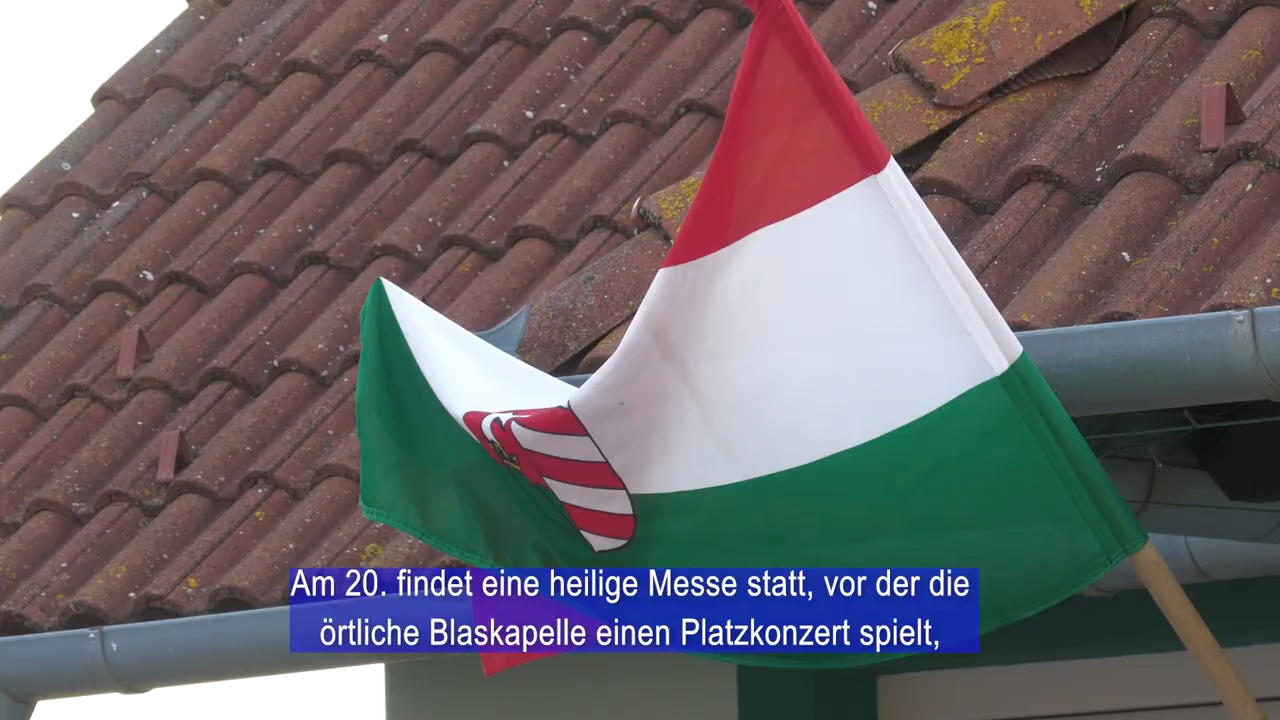 Am 20. findet eine heilige Messe statt, vor der die
örtliche Blaskapelle einen Platzkonzert spielt,